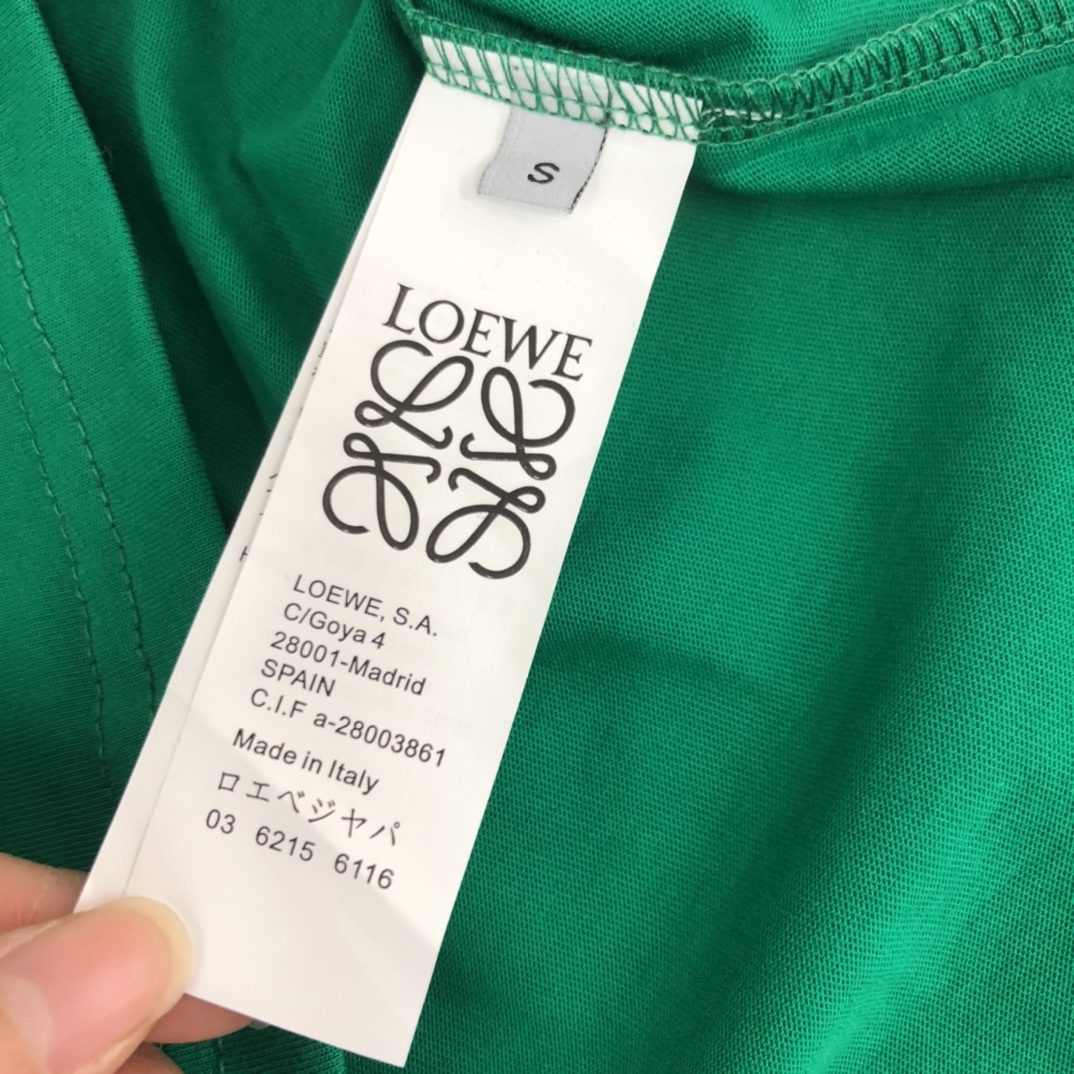 S
LOEWE
LOEWE, S.A.
C/Goya 4
28001-Madrid
SPAIN
C.I.F a-28003861
Made in Italy
ロエベジヤパ
03 6215 6116